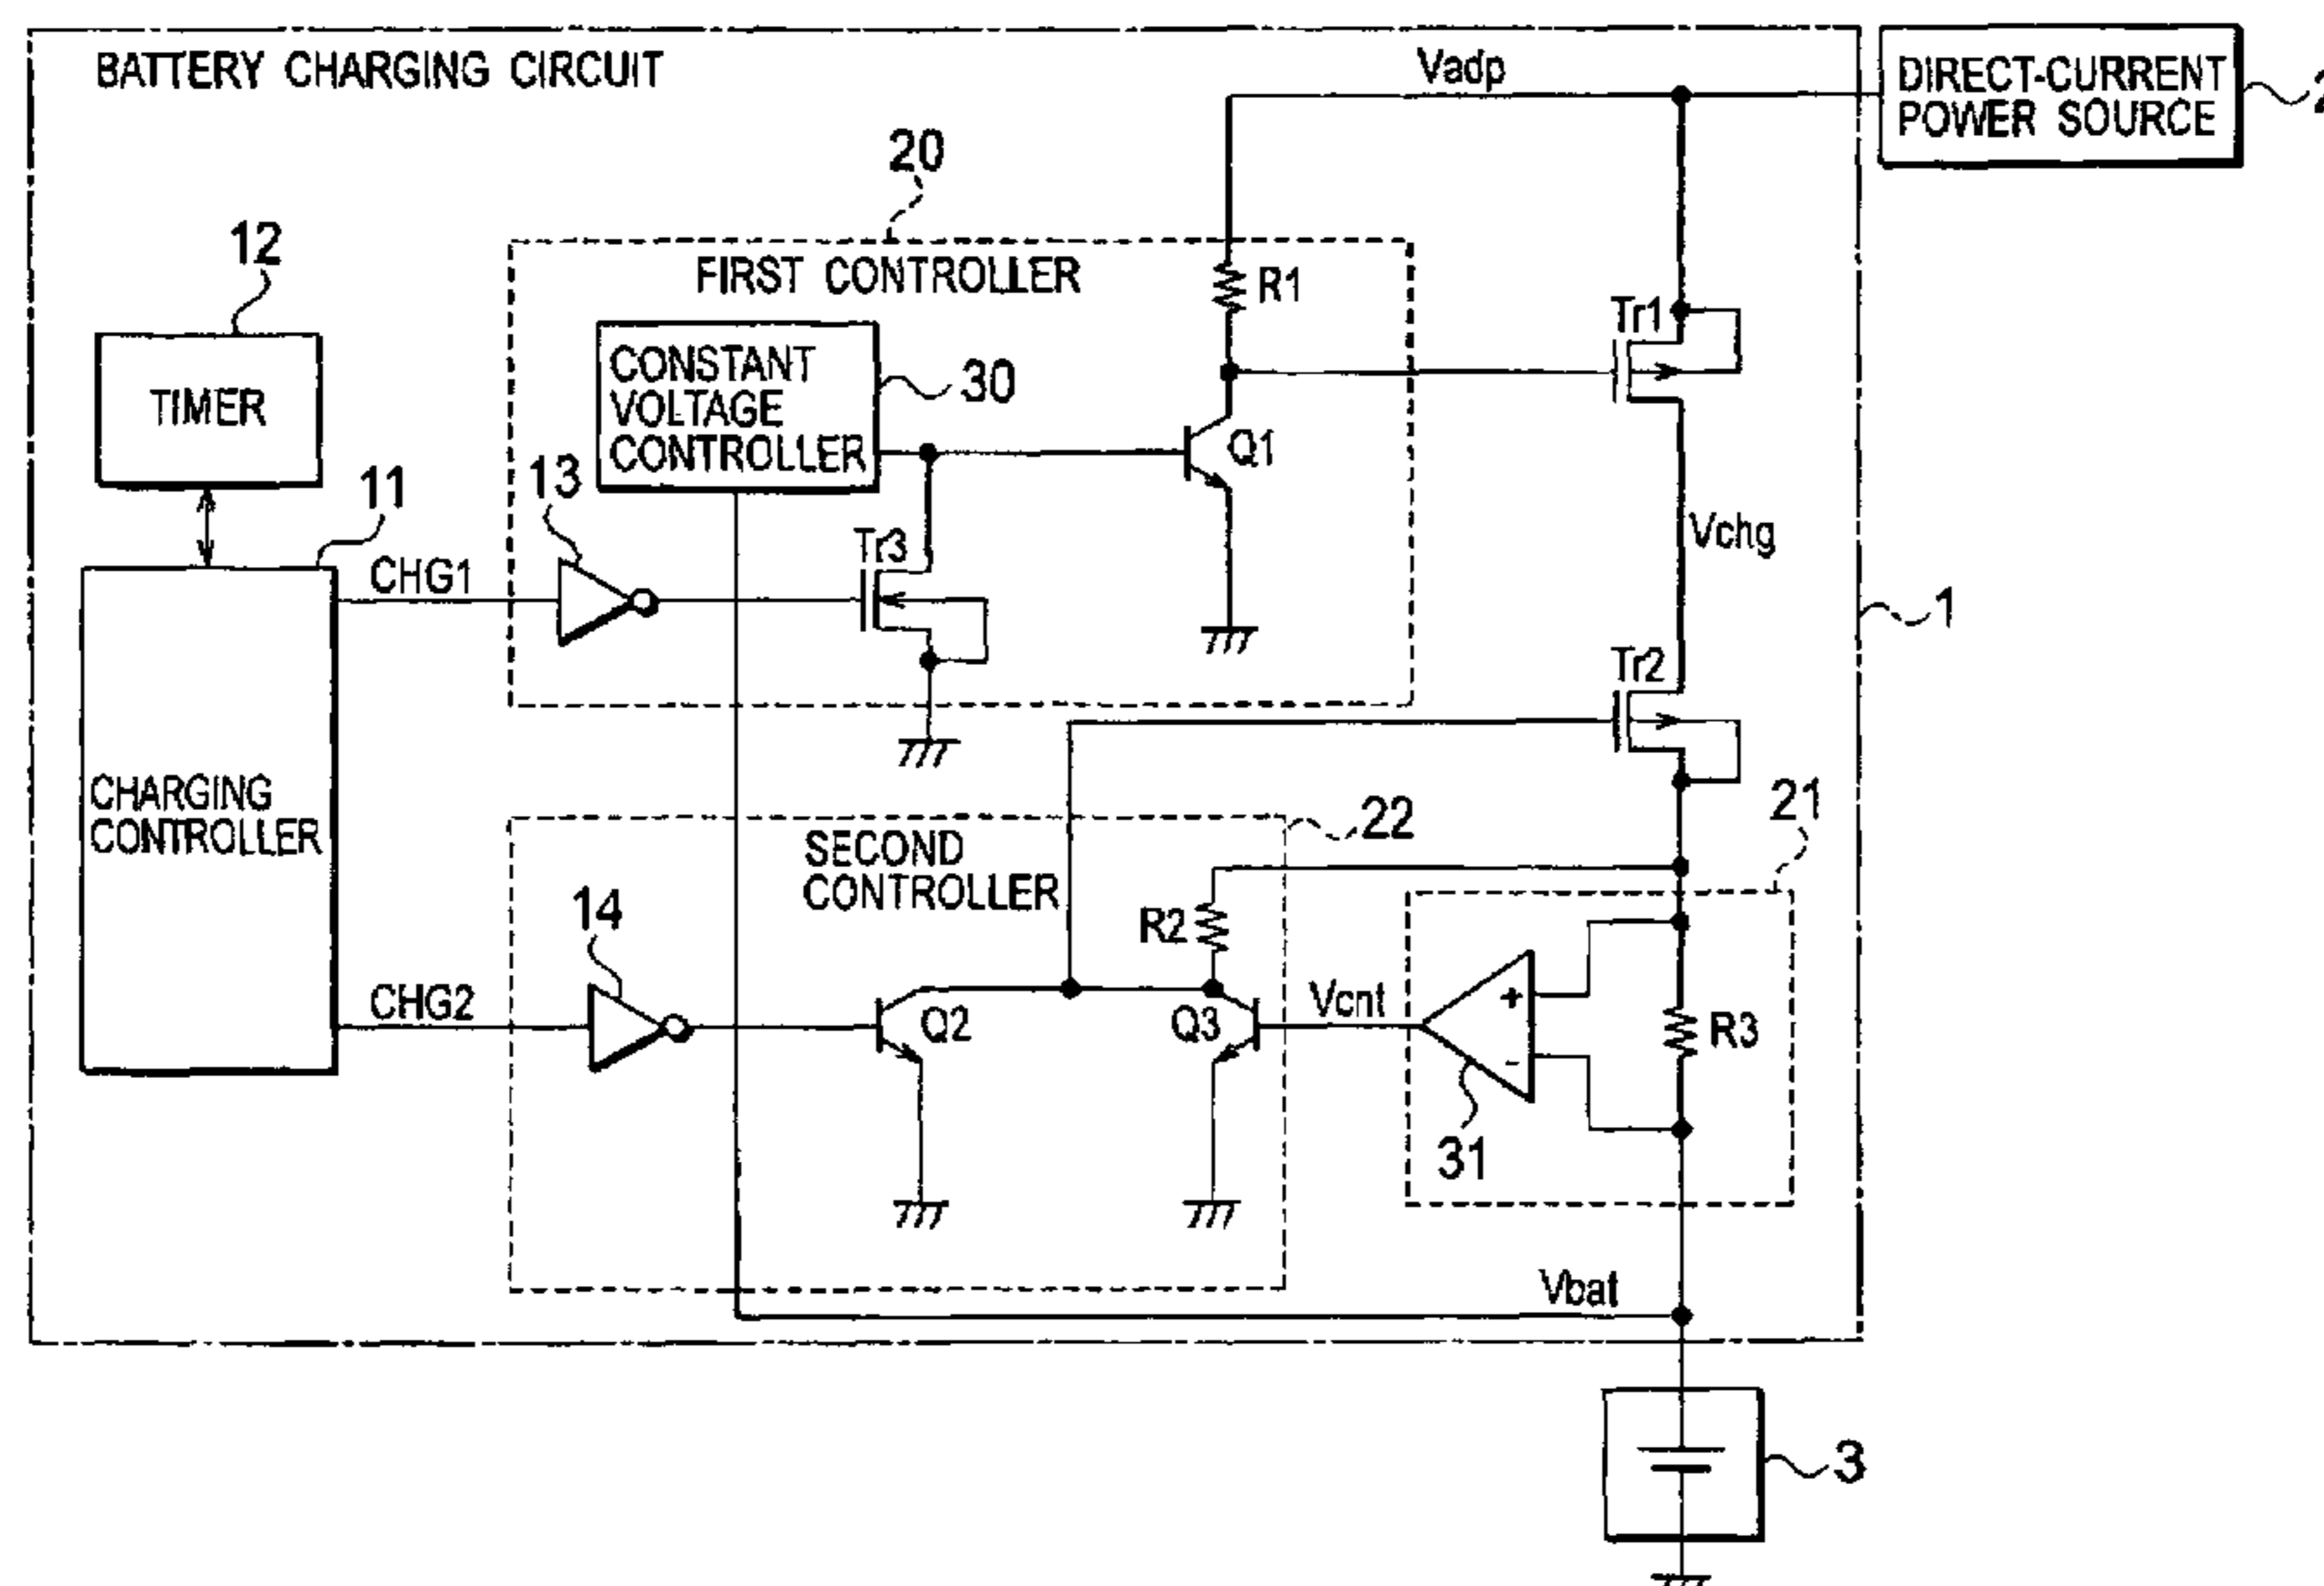 BATTERY CHARGING CIRCUIT
Vadp
DIRECT-CURRENT
POWER SOURCE
2
20
12
FIRST CONTROLLER
R1
Tr1
TIMER
CONSTANT
VOLTAGE
CONTROLLER
30
Q1
13
11
Tr3
Vchg
CHG1
1
Tr2
CHARGING
CONTROLLER
22
21
SECOND
CONTROLLER
14
R2
CHG2
Q2
Q3
Vcnt
+
-
R3
31
Vbat
3